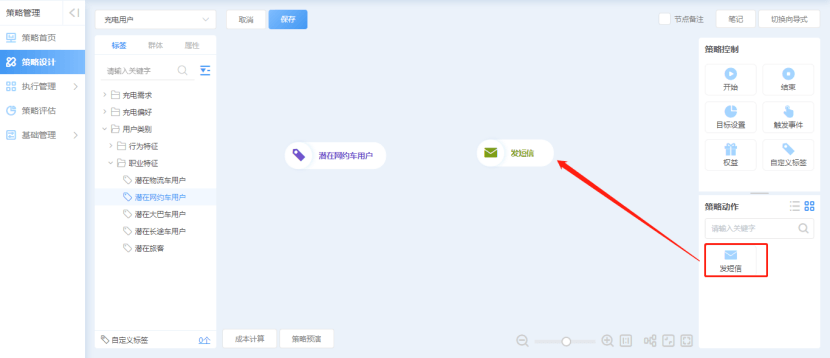 策略管理
策略首页
策略设计
执行管理
策略评估
基础管理
充电用户
标签 群体 属性
请输入关键字
充电需求
充电偏好
用户类别
行为特征
职业特征
潜在物流车用户
潜在网约车用户
潜在大巴车用户
潜在长途车用户
潜在旅客
自定义标签 0个
取消 保存
节点备注 笔记 切换向导式
潜在网约车用户
发短信
成本计算 策略预演
策略控制
开始 结束
目标设置 触发事件
权益 自定义标签
策略动作
请输入关键字
发短信